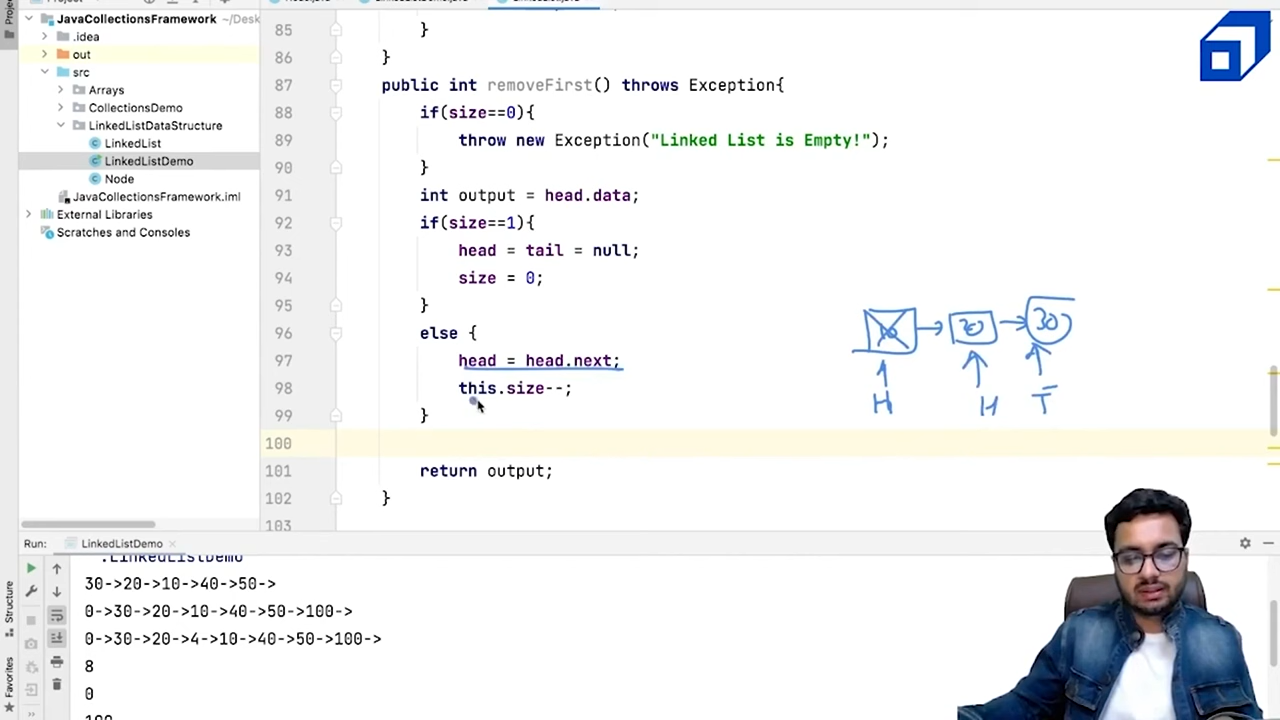 JavaCollectionsFramework ~/Desk
.idea
out
src
Arrays
CollectionsDemo
LinkedListDataStructure
LinkedList
LinkedListDemo
Node
JavaCollectionsFramework.iml
External Libraries
Scratches and Consoles
85 }
86 }
87 public int removeFirst() throws Exception{
88 if(size==0){
89 throw new Exception("Linked List is Empty!");
90 }
91 int output = head.data;
92 if(size==1){
93 head = tail = null;
94 size = 0;
95 }
96 else {
97 head = head.next;
98 this.size--;
99 }
100
101 return output;
102 }
103
20 30
H H T
Run: LinkedListDemo
.LinkedListDemo
30->20->10->40->50->
0->30->20->10->40->50->100->
0->30->20->4->10->40->50->100->
8
0
100
Structure
Favorites